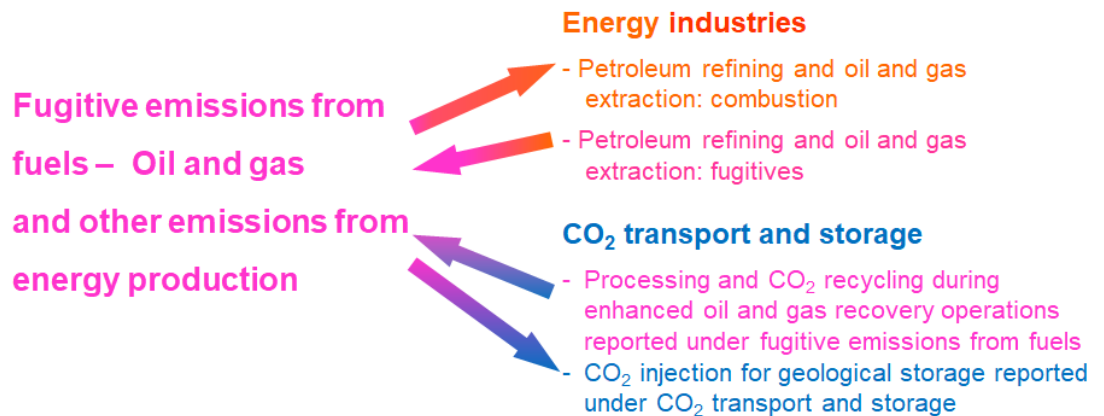 Fugitive emissions from
fuels – Oil and gas
and other emissions from
energy production
Energy industries
- Petroleum refining and oil and gas
extraction: combustion
- Petroleum refining and oil and gas
extraction: fugitives
CO₂ transport and storage
- Processing and CO₂ recycling during
enhanced oil and gas recovery operations
reported under fugitive emissions from fuels
- CO₂ injection for geological storage reported
under CO₂ transport and storage